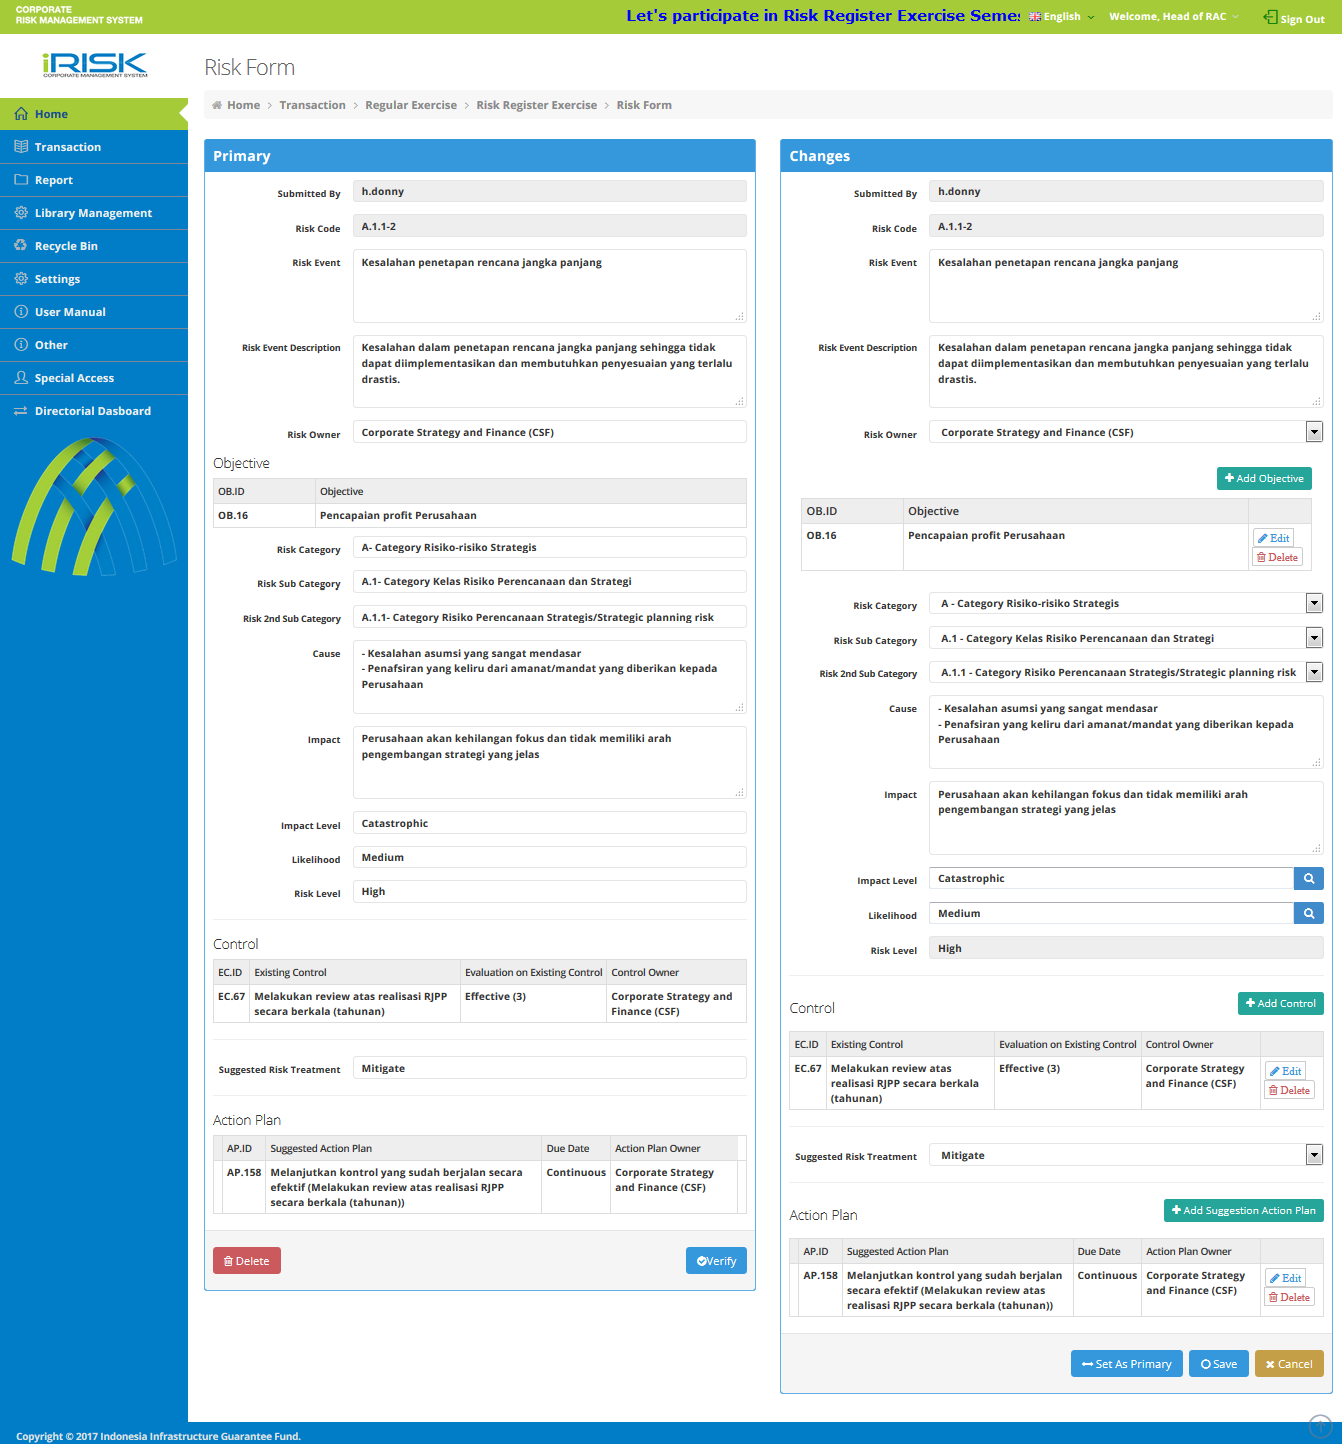 CORPORATE
RISK MANAGEMENT SYSTEM
Let's participate in Risk Register Exercise Seme
English
Welcome, Head of RAC
Sign Out
iRISK
CORPORATE MANAGEMENT SYSTEM
Home
Transaction
Report
Library Management
Recycle Bin
Settings
User Manual
Other
Special Access
Directorial Dasboard
Risk Form
Home > Transaction > Regular Exercise > Risk Register Exercise > Risk Form
Primary
Submitted By h.donny
Risk Code A.1.1-2
Risk Event Kesalahan penetapan rencana jangka panjang
Risk Event Description Kesalahan dalam penetapan rencana jangka panjang sehingga tidak
dapat diimplementasikan dan membutuhkan penyesuaian yang terlalu
drastis.
Risk Owner Corporate Strategy and Finance (CSF)
Objective
OB.ID Objective
OB.16 Pencapaian profit Perusahaan
Risk Category A- Category Risiko-risiko Strategis
Risk Sub Category A.1- Category Kelas Risiko Perencanaan dan Strategi
Risk 2nd Sub Category A.1.1- Category Risiko Perencanaan Strategis/Strategic planning risk
Cause - Kesalahan asumsi yang sangat mendasar
- Penafsiran yang keliru dari amanat/mandat yang diberikan kepada
Perusahaan
Impact Perusahaan akan kehilangan fokus dan tidak memiliki arah
pengembangan strategi yang jelas
Impact Level Catastrophic
Likelihood Medium
Risk Level High
Control
EC.ID Existing Control Evaluation on Existing Control Control Owner
EC.67 Melakukan review atas realisasi RJPP Effective (3) Corporate Strategy and
secara berkala (tahunan) Finance (CSF)
Suggested Risk Treatment Mitigate
Action Plan
AP.ID Suggested Action Plan Due Date Action Plan Owner
AP.158 Melanjutkan kontrol yang sudah berjalan secara Continuous Corporate Strategy
efektif (Melakukan review atas realisasi RJPP and Finance (CSF)
secara berkala (tahunan))
Delete Verify
Changes
Submitted By h.donny
Risk Code A.1.1-2
Risk Event Kesalahan penetapan rencana jangka panjang
Risk Event Description Kesalahan dalam penetapan rencana jangka panjang sehingga tidak
dapat diimplementasikan dan membutuhkan penyesuaian yang terlalu
drastis.
Risk Owner Corporate Strategy and Finance (CSF)
Add Objective
OB.ID Objective
OB.16 Pencapaian profit Perusahaan Edit
Delete
Risk Category A - Category Risiko-risiko Strategis
Risk Sub Category A.1 - Category Kelas Risiko Perencanaan dan Strategi
Risk 2nd Sub Category A.1.1 - Category Risiko Perencanaan Strategis/Strategic planning risk
Cause - Kesalahan asumsi yang sangat mendasar
- Penafsiran yang keliru dari amanat/mandat yang diberikan kepada
Perusahaan
Impact Perusahaan akan kehilangan fokus dan tidak memiliki arah
pengembangan strategi yang jelas
Impact Level Catastrophic
Likelihood Medium
Risk Level High
Control Add Control
EC.ID Existing Control Evaluation on Existing Control Control Owner
EC.67 Melakukan review atas Effective (3) Corporate Strategy Edit
realisasi RJPP secara berkala and Finance (CSF) Delete
(tahunan)
Suggested Risk Treatment Mitigate
Action Plan Add Suggestion Action Plan
AP.ID Suggested Action Plan Due Date Action Plan Owner
AP.158 Melanjutkan kontrol yang sudah berjalan Continuous Corporate Strategy Edit
secara efektif (Melakukan review atas and Finance (CSF) Delete
realisasi RJPP secara berkala (tahunan))
Set As Primary Save Cancel
Copyright © 2017 Indonesia Infrastructure Guarantee Fund.